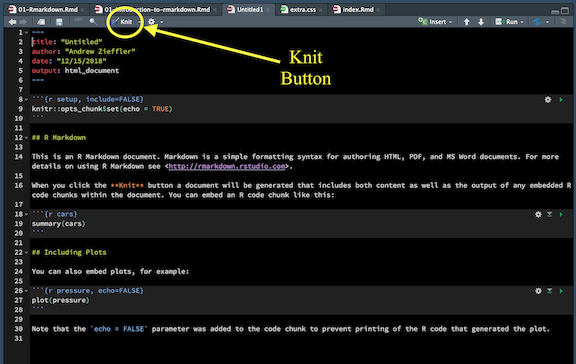 01-Rmarkdown.Rmd 01-introduction-to-rmarkdown.Rmd Untitled1 extra.css index.Rmd
Knit Insert Run
Knit
Button
1 ---
2 title: "Untitled"
3 author: "Andrew Zieffler"
4 date: "12/15/2018"
5 output: html_document
6 ---
7
8 ```{r setup, include=FALSE}
9 knitr::opts_chunk$set(echo = TRUE)
10 ```
11
12 ## R Markdown
13
14 This is an R Markdown document. Markdown is a simple formatting syntax for authoring HTML, PDF, and MS Word documents. For more
details on using R Markdown see <http://rmarkdown.rstudio.com>.
15
16 When you click the **Knit** button a document will be generated that includes both content as well as the output of any embedded R
code chunks within the document. You can embed an R code chunk like this:
17
18 ```{r cars}
19 summary(cars)
20 ```
21
22 ## Including Plots
23
24 You can also embed plots, for example:
25
26 ```{r pressure, echo=FALSE}
27 plot(pressure)
28 ```
29
30 Note that the `echo = FALSE` parameter was added to the code chunk to prevent printing of the R code that generated the plot.
31